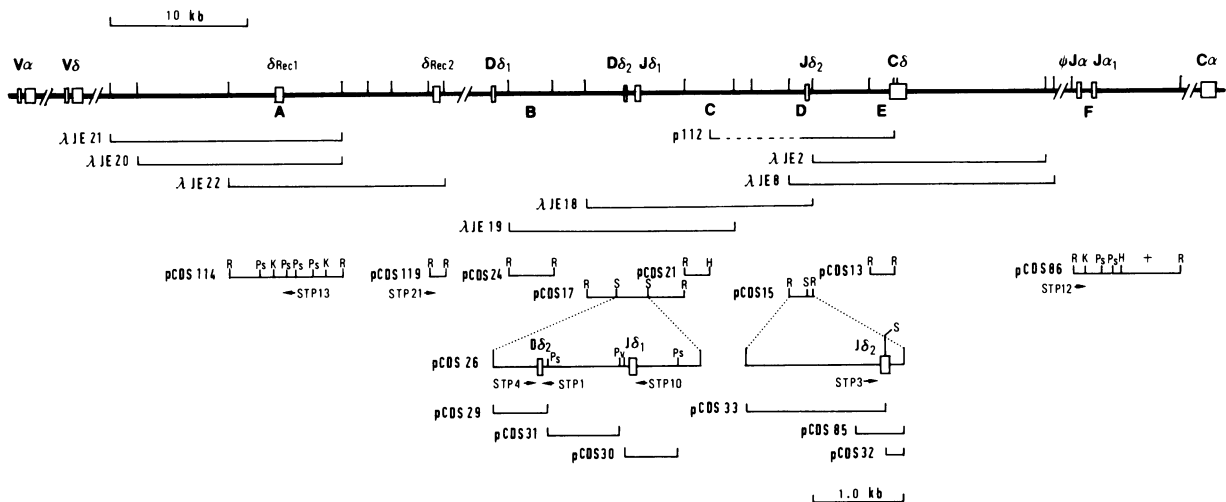 10 kb
Vα Vδ δRec1 δRec2 Dδ1 Dδ2 Jδ1 Jδ2 Cδ ψJα Jα1 Cα
A B C D E F
λJE21
p112
λJE20
λJE2
λJE22
λJE8
λJE18
λJE19
pCDS114 R Ps K Ps Ps Ps K R
STP13
pCDS119 R R
STP21
pCDS24 R R
pCDS21 R H
pCDS13 R R
pCDS86 R K Ps Ps H + R
STP12
pCDS17 R S S R
pCDS15 R S R
pCDS26 Dδ2 Ps Pv Jδ1 Ps
Jδ2 S
STP4 STP1 STP10
STP3
pCDS29
pCDS33
pCDS31
pCDS85
pCDS30
pCDS32
1.0 kb